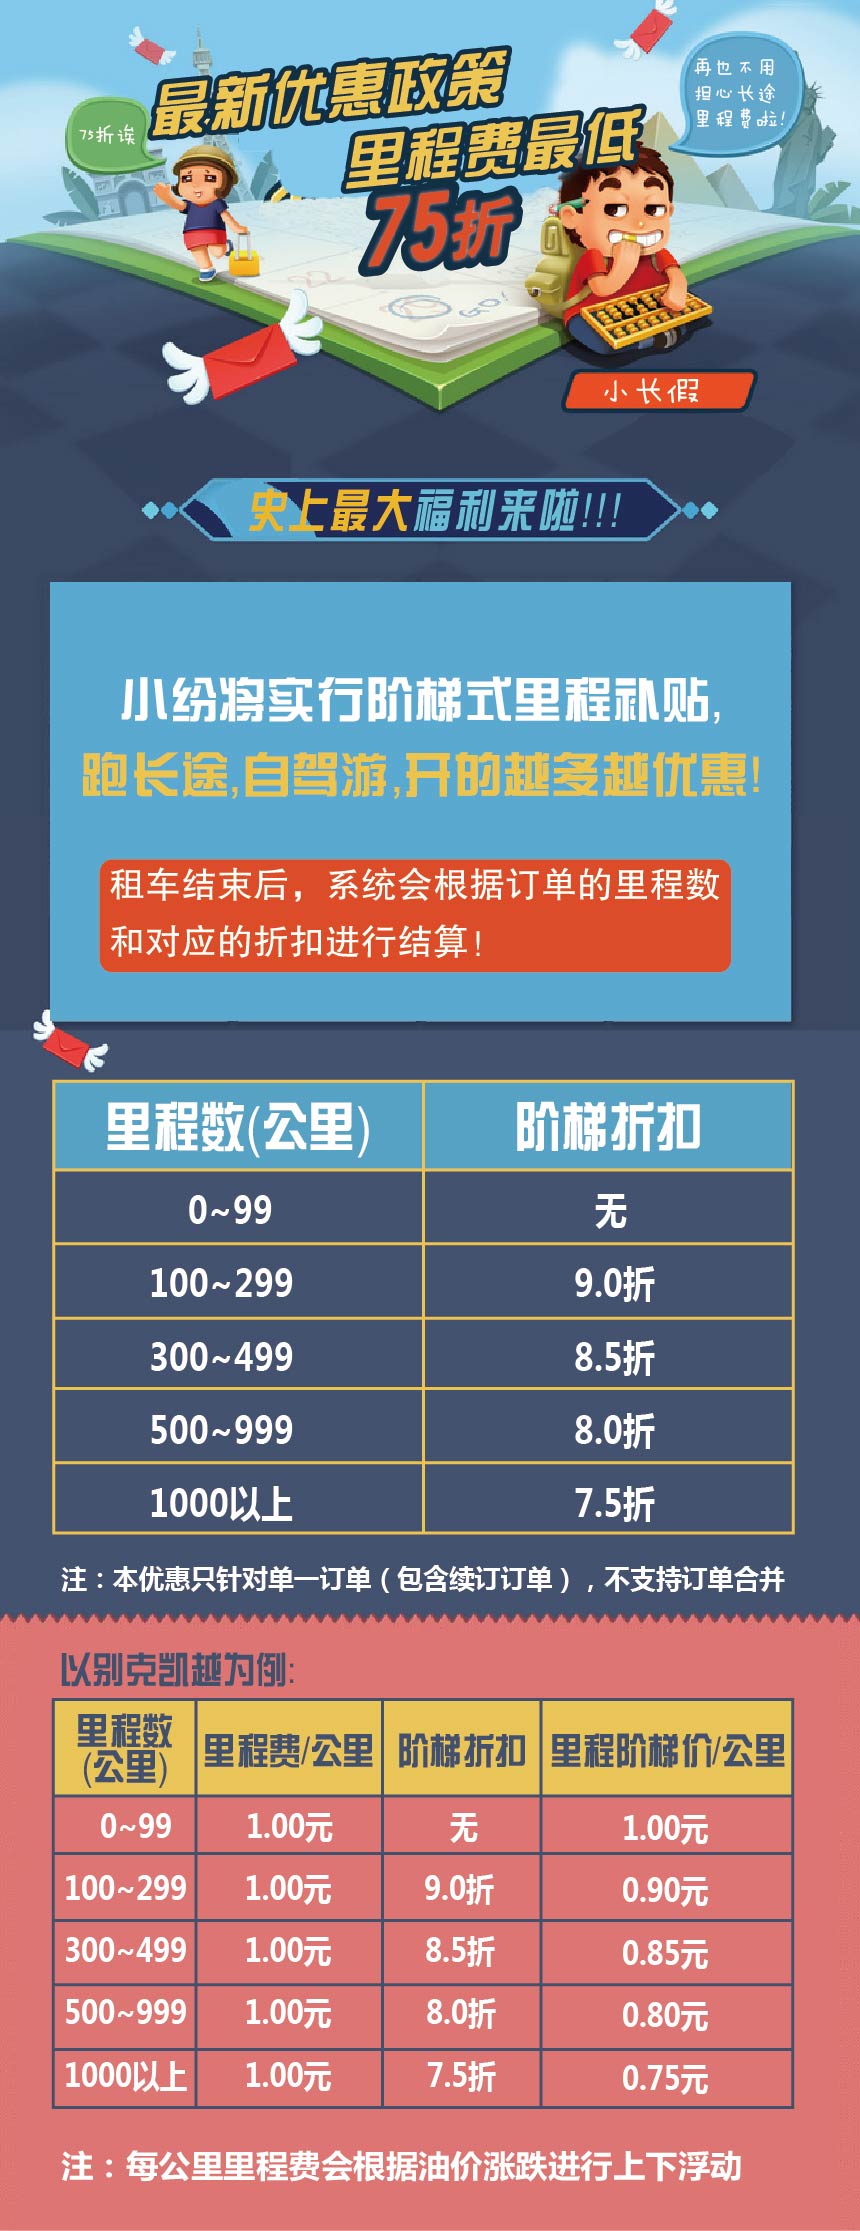 最新优惠政策
里程费最低
75折
75折诶
再也不用
担心长途
里程费啦!
GO!
小长假
史上最大福利来啦!!!
小纷将实行阶梯式里程补贴,
跑长途,自驾游,开的越多越优惠!
租车结束后，系统会根据订单的里程数
和对应的折扣进行结算!
里程数(公里) 阶梯折扣
0~99 无
100~299 9.0折
300~499 8.5折
500~999 8.0折
1000以上 7.5折
注：本优惠只针对单一订单（包含续订订单），不支持订单合并
以别克凯越为例:
里程数
(公里) 里程费/公里 阶梯折扣 里程阶梯价/公里
0~99 1.00元 无 1.00元
100~299 1.00元 9.0折 0.90元
300~499 1.00元 8.5折 0.85元
500~999 1.00元 8.0折 0.80元
1000以上 1.00元 7.5折 0.75元
注：每公里里程费会根据油价涨跌进行上下浮动